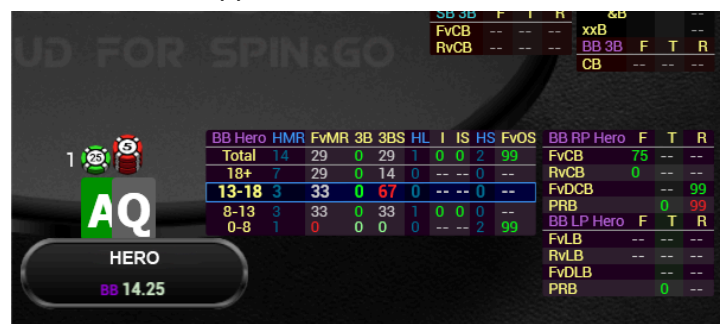 SB 3B F T R
FvCB -- -- --
RvCB -- -- --
&B --
xxB --
BB 3B F T R
CB -- -- --
UD FOR SPIN&GO
1 25 5
BB Hero HMR FvMR 3B 3BS HL I IS HS FvOS
Total 14 29 0 29 1 0 0 2 99
18+ 7 29 0 14 0 -- -- 0 --
13-18 3 33 0 67 0 -- -- 0 --
8-13 3 33 0 33 1 0 0 0 --
0-8 1 0 0 0 0 -- -- 2 99
BB RP Hero F T R
FvCB 75 -- --
RvCB 0 -- --
FvDCB -- 99
PRB 0 99
BB LP Hero F T R
FvLB -- -- --
RvLB -- -- --
FvDLB -- --
PRB 0 --
A Q
HERO
BB 14.25